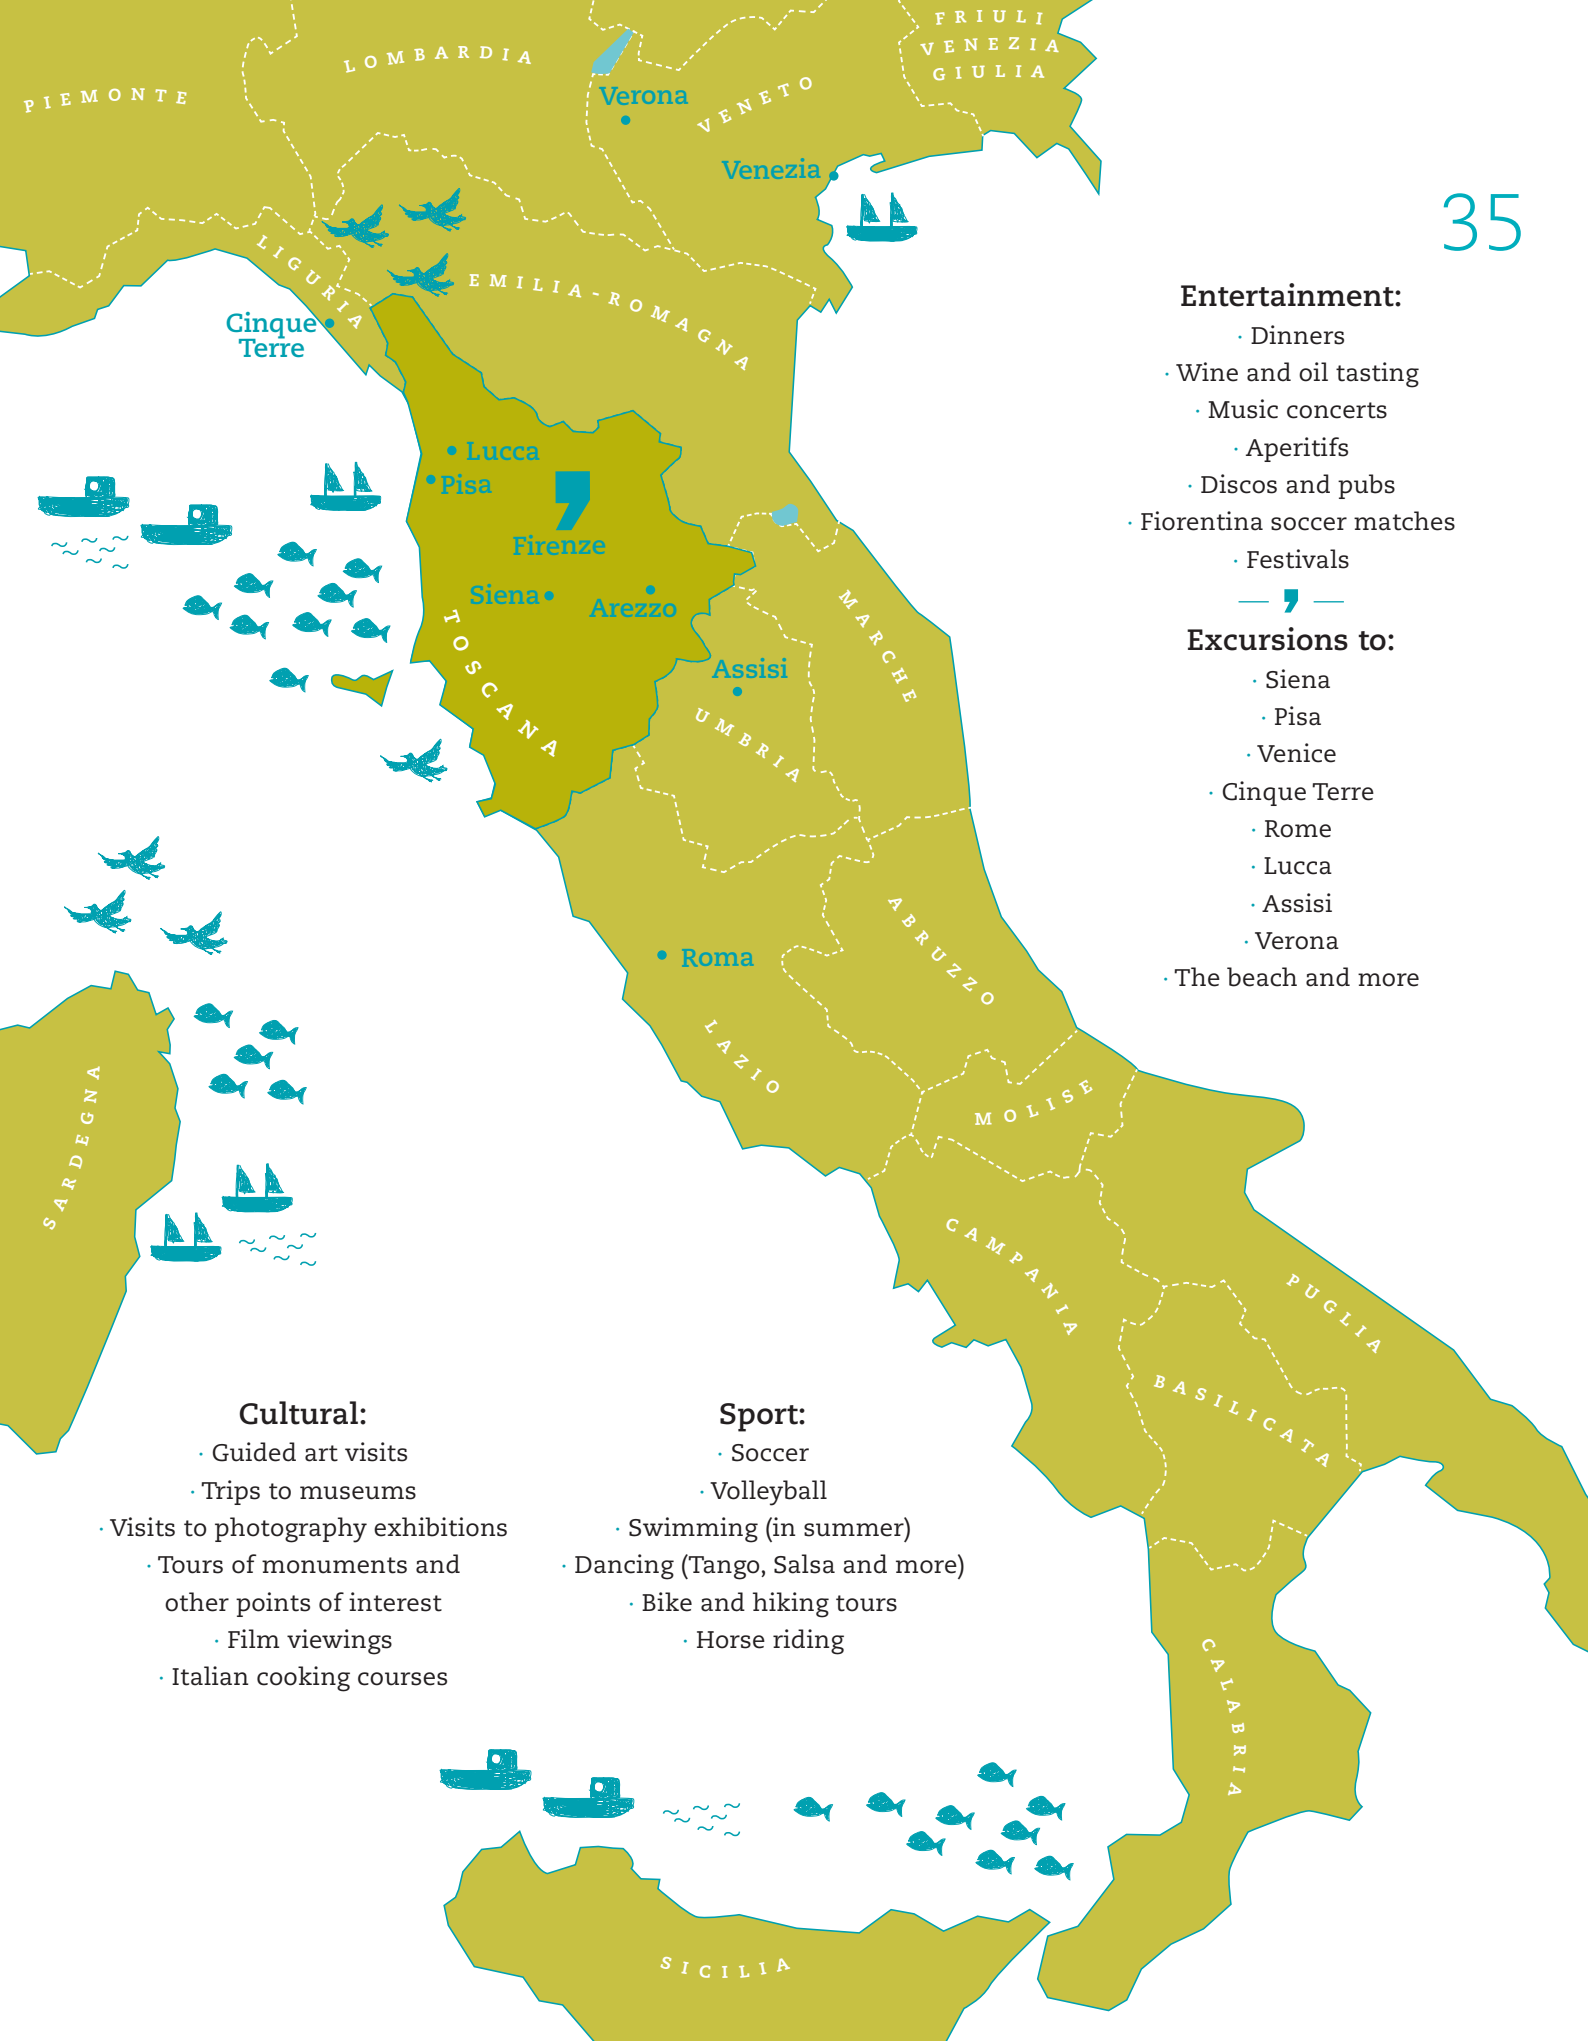 FRIULI
VENEZIA
GIULIA
LOMBARDIA
PIEMONTE
VENETO
Verona
Venezia
LIGURIA
EMILIA-ROMAGNA
Cinque
Terre
Lucca
Pisa
Firenze
Siena
Arezzo
TOSCANA
Assisi
UMBRIA
MARCHE
Roma
ABRUZZO
LAZIO
MOLISE
SARDEGNA
CAMPANIA
PUGLIA
BASILICATA
CALABRIA
SICILIA
35
Entertainment:
· Dinners
· Wine and oil tasting
· Music concerts
· Aperitifs
· Discos and pubs
· Fiorentina soccer matches
· Festivals
Excursions to:
· Siena
· Pisa
· Venice
· Cinque Terre
· Rome
· Lucca
· Assisi
· Verona
· The beach and more
Cultural:
· Guided art visits
· Trips to museums
· Visits to photography exhibitions
· Tours of monuments and
other points of interest
· Film viewings
· Italian cooking courses
Sport:
· Soccer
· Volleyball
· Swimming (in summer)
· Dancing (Tango, Salsa and more)
· Bike and hiking tours
· Horse riding